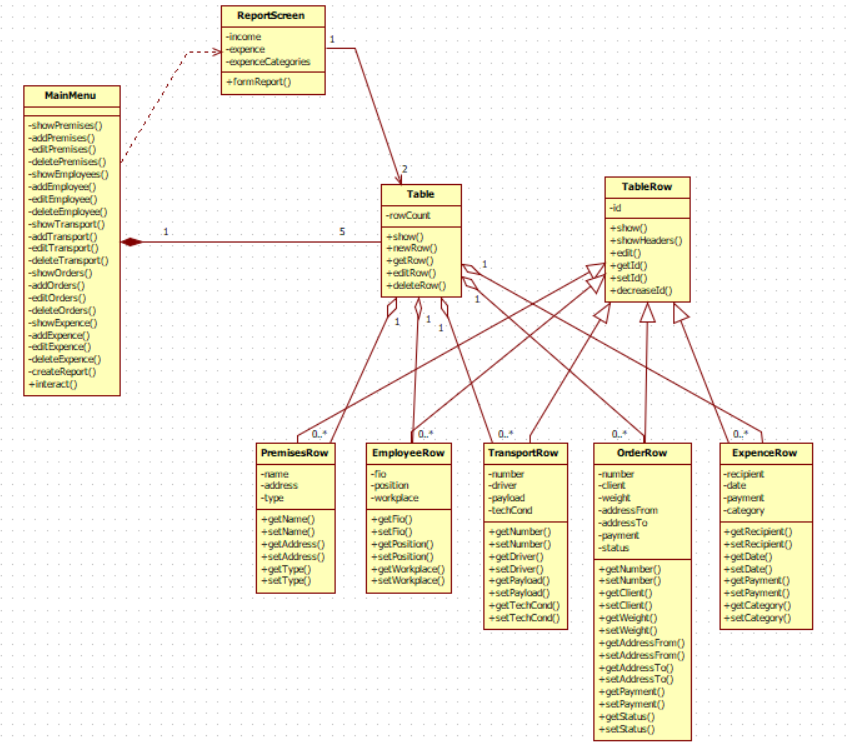 ReportScreen
-income
-expence
-expenceCategories
+formReport()
1
2
MainMenu
-showPremises()
-addPremises()
-editPremises()
-deletePremises()
-showEmployees()
-addEmployee()
-editEmployee()
-deleteEmployee()
-showTransport()
-addTransport()
-editTransport()
-deleteTransport()
-showOrders()
-addOrders()
-editOrders()
-deleteOrders()
-showExpence()
-addExpence()
-editExpence()
-deleteExpence()
-createReport()
+interact()
1
5
Table
-rowCount
+show()
+newRow()
+getRow()
+editRow()
+deleteRow()
1
1
1
1
1
TableRow
-id
+show()
+showHeaders()
+edit()
+getId()
+setId()
+decreaseId()
0..*
0..*
0..*
0..*
0..*
PremisesRow
-name
-address
-type
+getName()
+setName()
+getAddress()
+setAddress()
+getType()
+setType()
EmployeeRow
-fio
-position
-workplace
+getFio()
+setFio()
+getPosition()
+setPosition()
+getWorkplace()
+setWorkplace()
TransportRow
-number
-driver
-payload
-techCond
+getNumber()
+setNumber()
+getDriver()
+setDriver()
+getPayload()
+setPayload()
+getTechCond()
+setTechCond()
OrderRow
-number
-client
-weight
-addressFrom
-addressTo
-payment
-status
+getNumber()
+setNumber()
+getClient()
+setClient()
+getWeight()
+setWeight()
+getAddressFrom()
+setAddressFrom()
+getAddressTo()
+setAddressTo()
+getPayment()
+setPayment()
+getStatus()
+setStatus()
ExpenceRow
-recipient
-date
-payment
-category
+getRecipient()
+setRecipient()
+getDate()
+setDate()
+getPayment()
+setPayment()
+getCategory()
+setCategory()